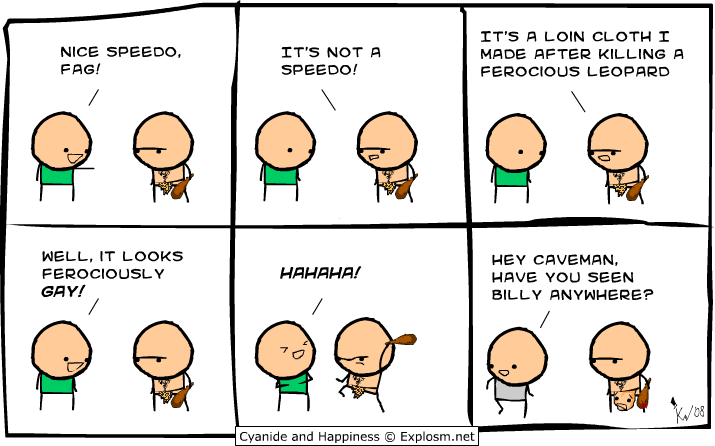 NICE SPEEDO,
FAG!
IT'S NOT A
SPEEDO!
IT'S A LOIN CLOTH I
MADE AFTER KILLING A
FEROCIOUS LEOPARD
WELL, IT LOOKS
FEROCIOUSLY
GAY!
HAHAHA!
HEY CAVEMAN,
HAVE YOU SEEN
BILLY ANYWHERE?
Cyanide and Happiness © Explosm.net